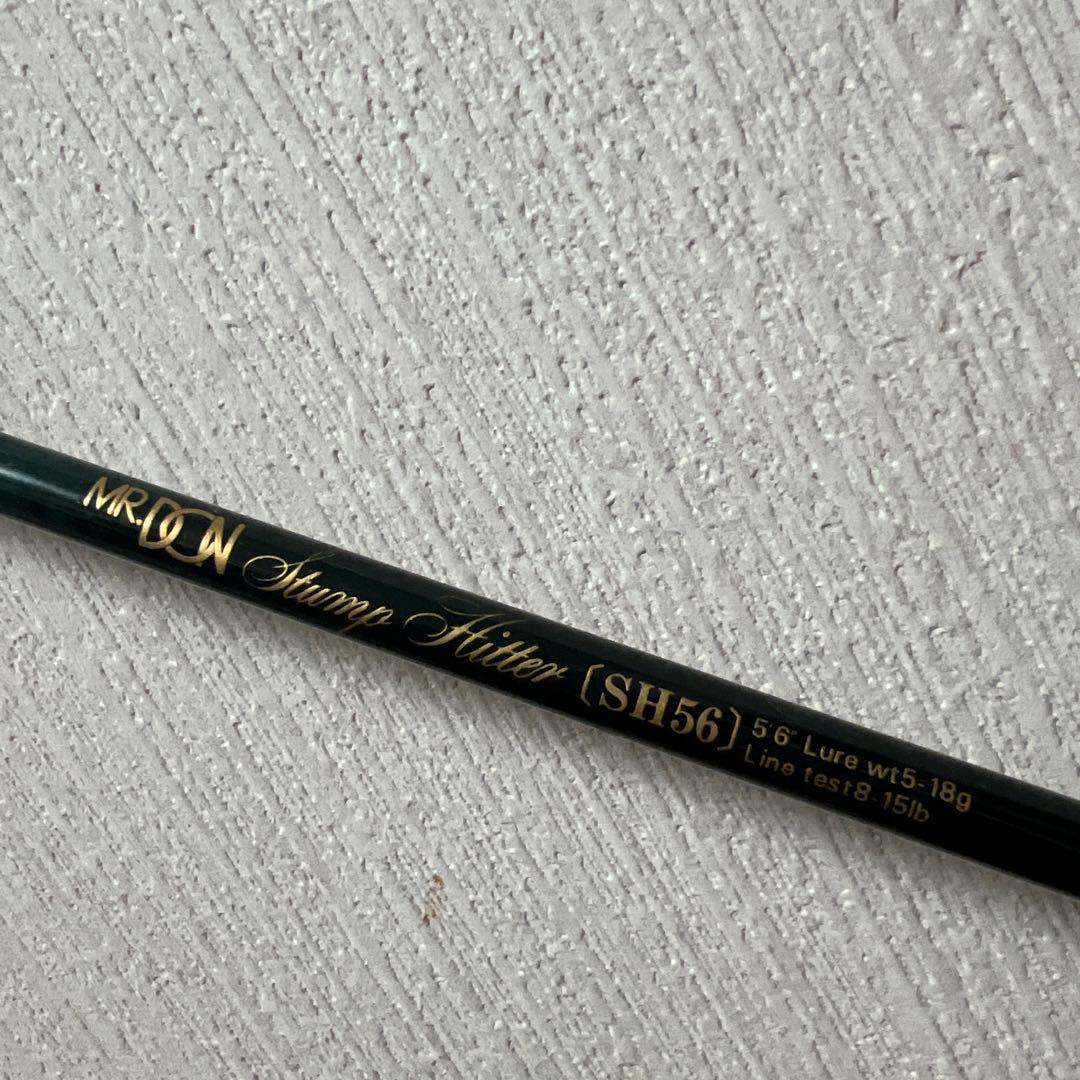 MR.DON Stump Hitter [SH56] 5'6" Lure wt5-18g
Line test8-15lb